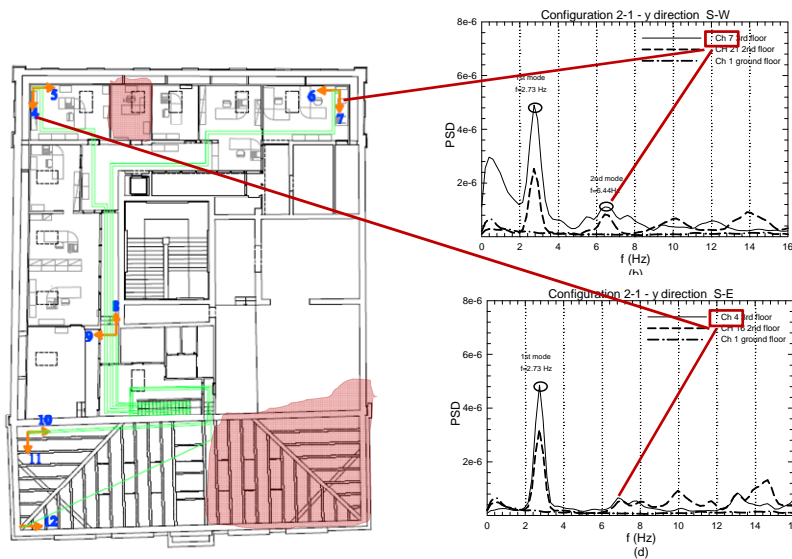 5
4
6
7
8
9
10
11
12
Configuration 2-1 - y direction S-W
8e-6
6e-6
4e-6
2e-6
PSD
Ch 7 3rd floor
CH 21 2nd floor
Ch 1 ground floor
1st mode
f=2.73 Hz
2nd mode
f=6.44Hz
0 2 4 6 8 10 12 14 16
f (Hz)
(b)
Configuration 2-1 - y direction S-E
8e-6
6e-6
4e-6
2e-6
PSD
Ch 4 3rd floor
CH 18 2nd floor
Ch 1 ground floor
1st mode
f=2.73 Hz
0 2 4 6 8 10 12 14 16
f (Hz)
(d)